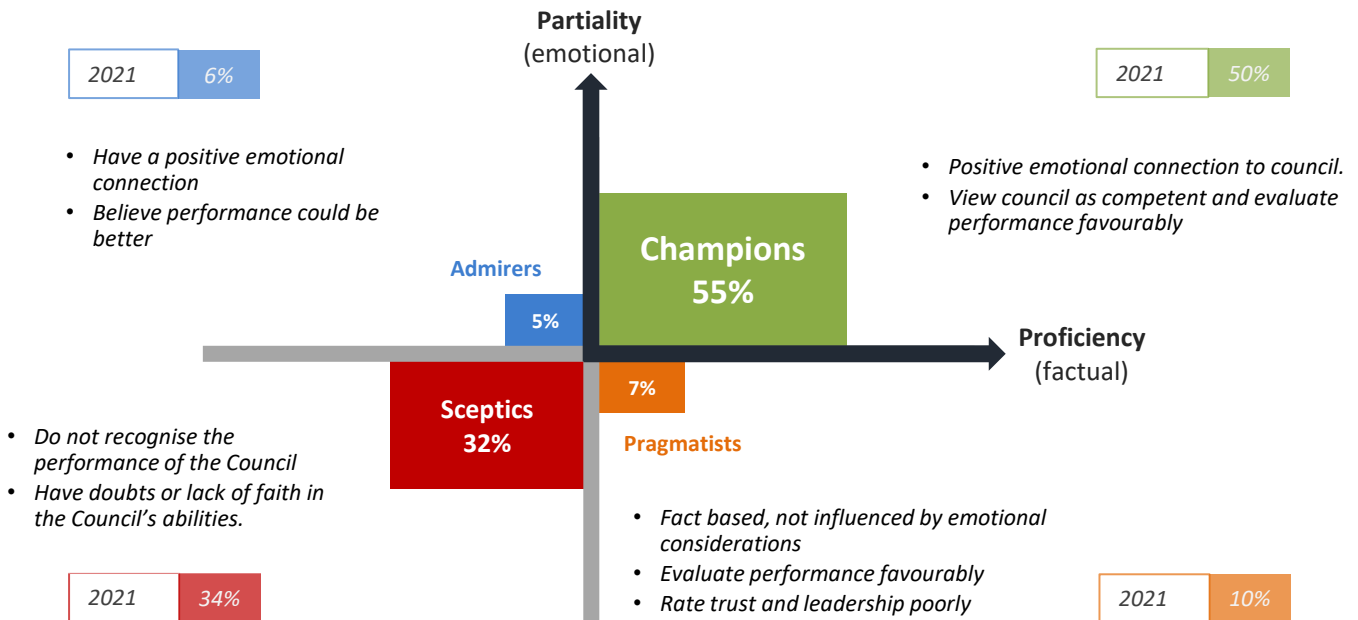 Partiality
(emotional)
2021 6%
2021 50%
• Have a positive emotional
connection
• Believe performance could be
better
• Positive emotional connection to council.
• View council as competent and evaluate
performance favourably
Admirers
5%
Champions
55%
Proficiency
(factual)
Sceptics
32%
7%
Pragmatists
• Do not recognise the
performance of the Council
• Have doubts or lack of faith in
the Council’s abilities.
• Fact based, not influenced by emotional
considerations
• Evaluate performance favourably
• Rate trust and leadership poorly
2021 34%
2021 10%